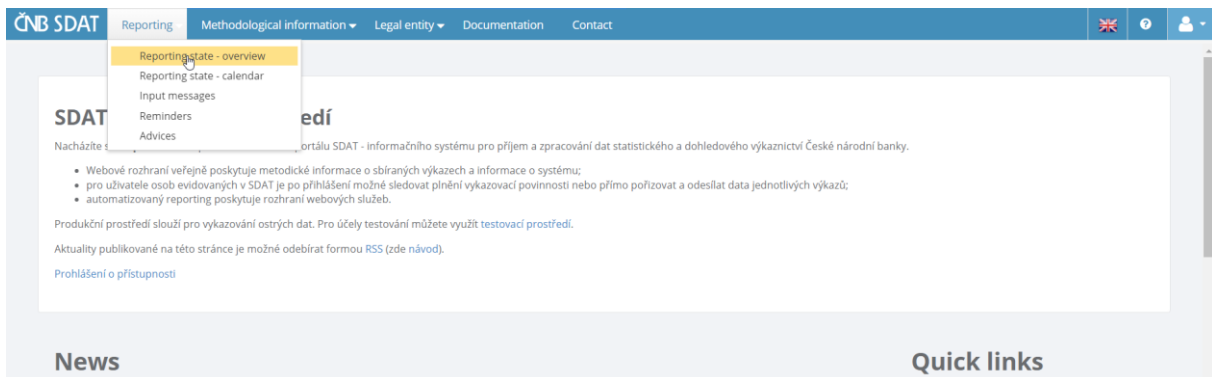 ČNB SDAT Reporting Methodological information Legal entity Documentation Contact
Reporting state - overview
Reporting state - calendar
Input messages
Reminders
Advices
SDAT edí
Nacházíte s ortálu SDAT - informačního systému pro příjem a zpracování dat statistického a dohledového výkaznictví České národní banky.
• Webové rozhraní veřejně poskytuje metodické informace o sbíraných výkazech a informace o systému;
• pro uživatele osob evidovaných v SDAT je po přihlášení možné sledovat plnění vykazovací povinnosti nebo přímo pořizovat a odesílat data jednotlivých výkazů;
• automatizovaný reporting poskytuje rozhraní webových služeb.
Produkční prostředí slouží pro vykazování ostrých dat. Pro účely testování můžete využít testovací prostředí.
Aktuality publikované na této stránce je možné odebírat formou RSS (zde návod).
Prohlášení o přístupnosti
News Quick links